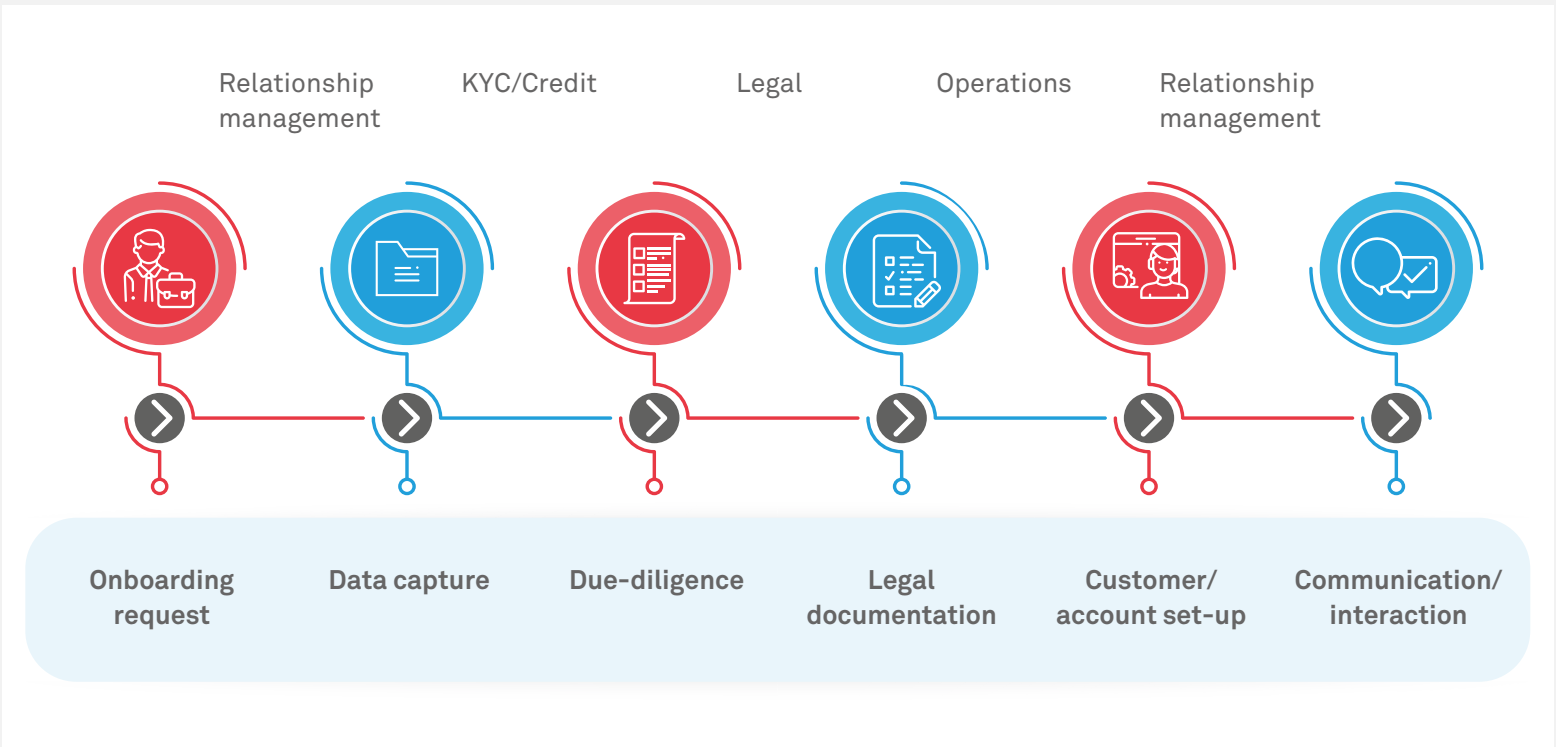 Relationship
management
KYC/Credit
Legal
Operations
Relationship
management
Onboarding
request
Data capture
Due-diligence
Legal
documentation
Customer/
account set-up
Communication/
interaction